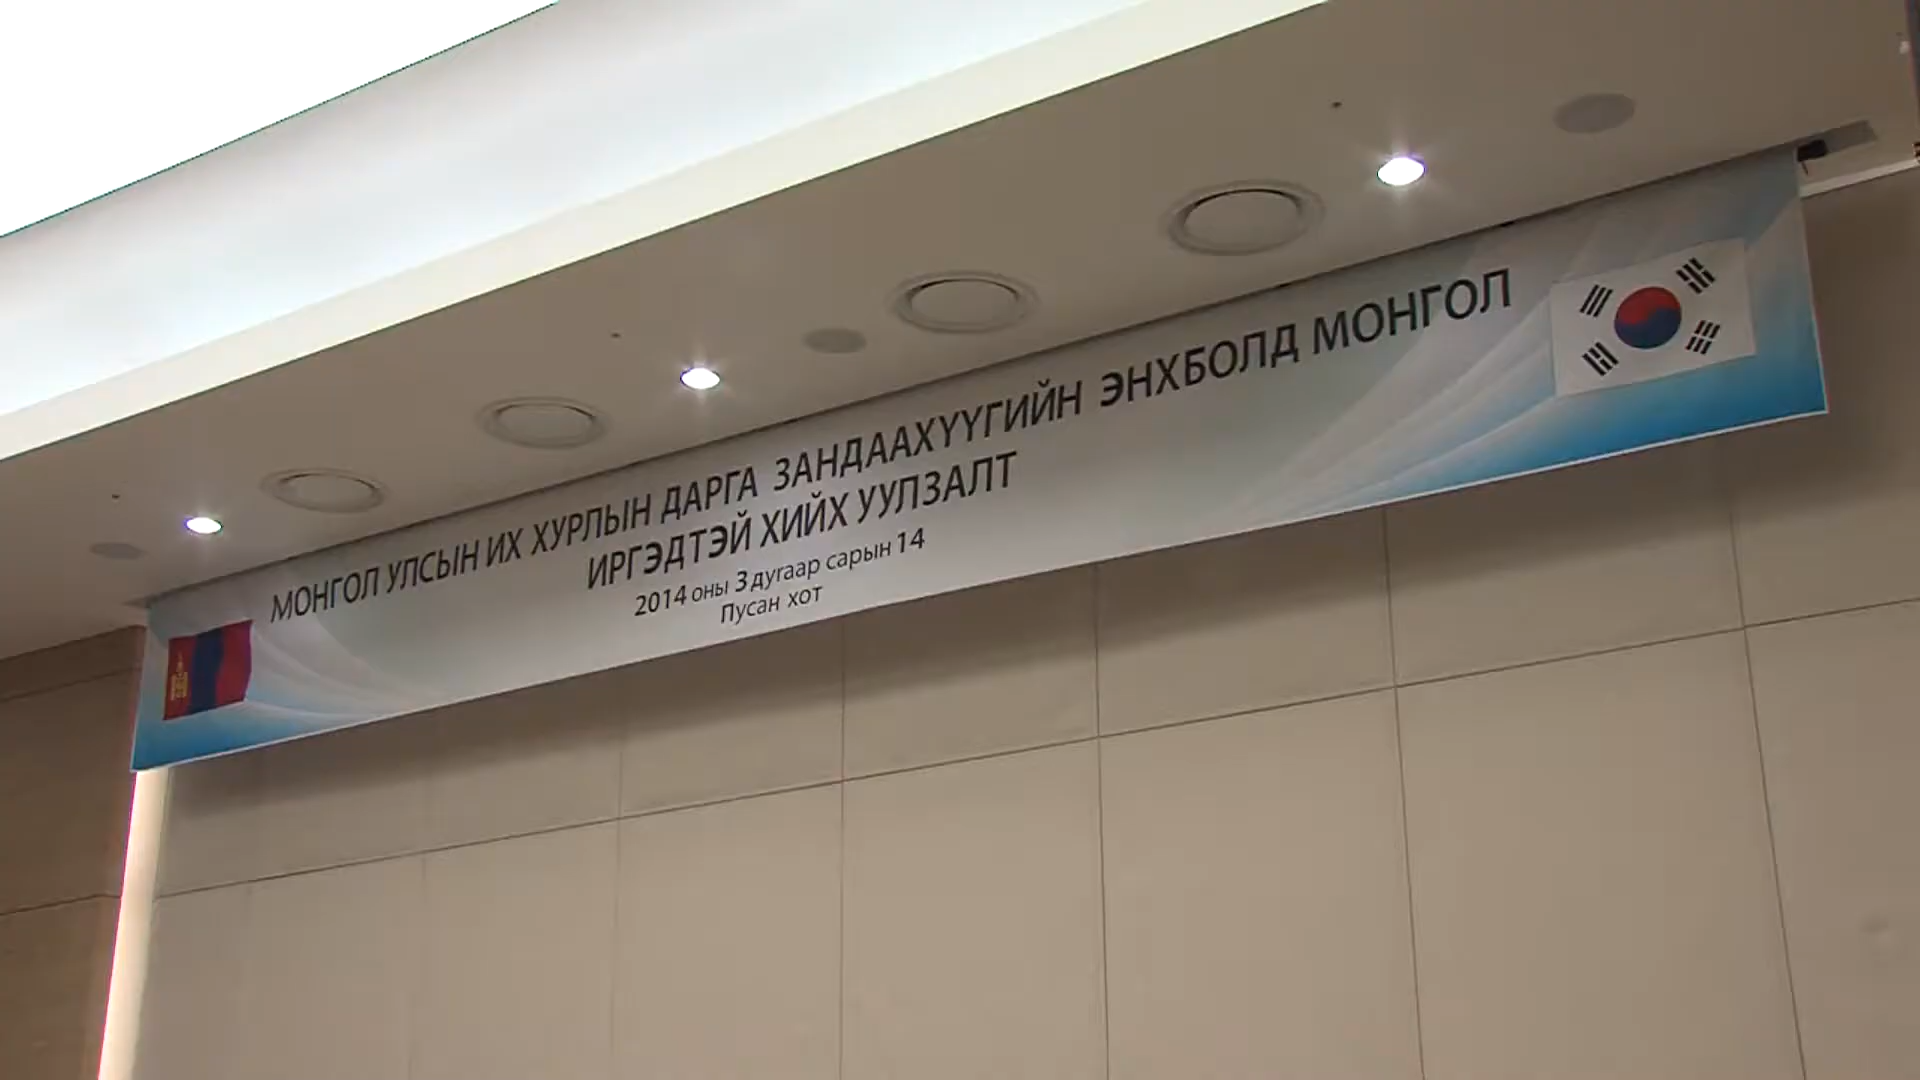 МОНГОЛ УЛСЫН ИХ ХУРЛЫН ДАРГА ЗАНДААХҮҮГИЙН ЭНХБОЛД МОНГОЛ
ИРГЭДТЭЙ ХИЙХ УУЛЗАЛТ
2014 оны 3 дугаар сарын 14
Пусан хот